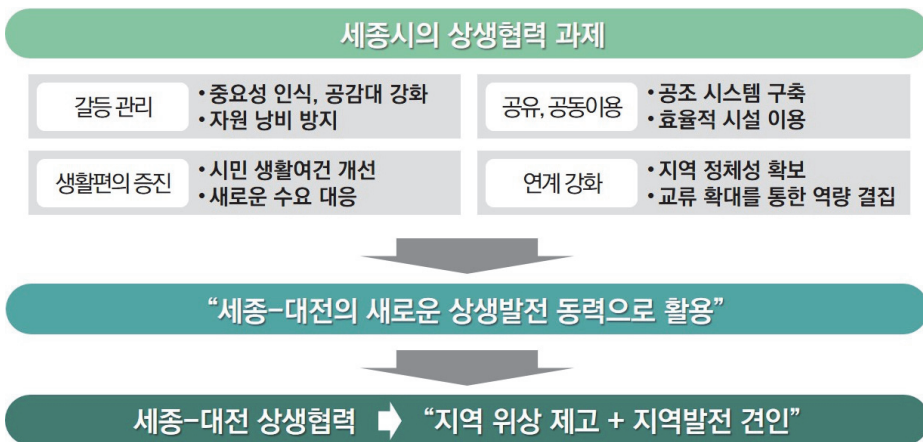 세종시의 상생협력 과제
갈등 관리
• 중요성 인식, 공감대 강화
• 자원 낭비 방지
공유, 공동이용
• 공조 시스템 구축
• 효율적 시설 이용
생활편의 증진
• 시민 생활여건 개선
• 새로운 수요 대응
연계 강화
• 지역 정체성 확보
• 교류 확대를 통한 역량 결집
“세종-대전의 새로운 상생발전 동력으로 활용”
세종-대전 상생협력 ➡ “지역 위상 제고 + 지역발전 견인”